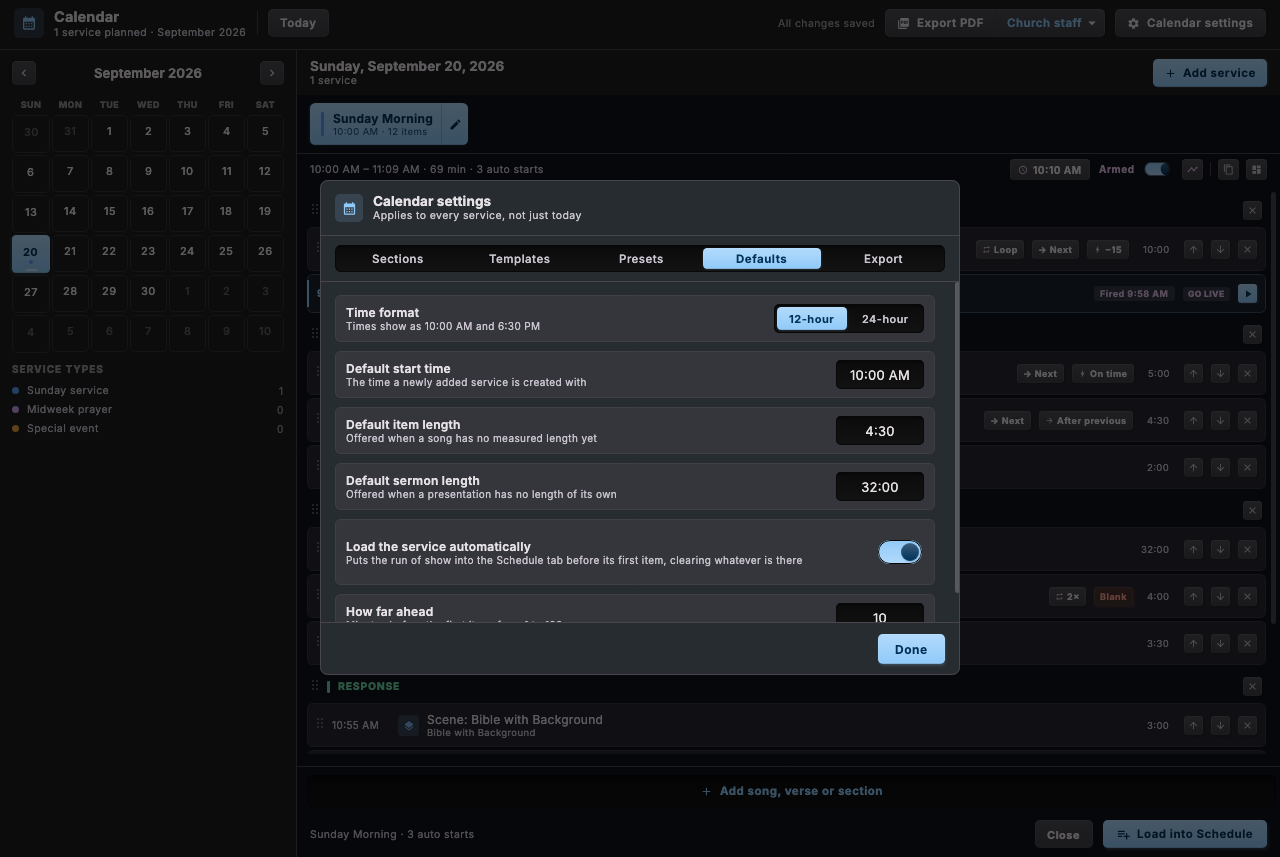 Calendar
1 service planned · September 2026
Today
All changes saved
Export PDF
Church staff
Calendar settings
September 2026
SUN MON TUE WED THU FRI SAT
30 31 1 2 3 4 5
6 7 8 9 10 11 12
13 14 15 16 17 18 19
20 21 22 23 24 25 26
27 28 29 30 1 2 3
4 5 6 7 8 9 10
SERVICE TYPES
Sunday service 1
Midweek prayer 0
Special event 0
Sunday, September 20, 2026
1 service
+ Add service
Sunday Morning
10:00 AM · 12 items
10:00 AM – 11:09 AM · 69 min · 3 auto starts
10:10 AM
Armed
Calendar settings
Applies to every service, not just today
Sections Templates Presets Defaults Export
Time format
Times show as 10:00 AM and 6:30 PM
12-hour 24-hour
Default start time
The time a newly added service is created with
10:00 AM
Default item length
Offered when a song has no measured length yet
4:30
Default sermon length
Offered when a presentation has no length of its own
32:00
Load the service automatically
Puts the run of show into the Schedule tab before its first item, clearing whatever is there
How far ahead
10
Done
Loop → Next −15 10:00
Fired 9:58 AM GO LIVE
→ Next On time 5:00
→ Next → After previous 4:30
2:00
32:00
2× Blank 4:00
3:30
RESPONSE
10:55 AM
Scene: Bible with Background
Bible with Background
3:00
+ Add song, verse or section
Sunday Morning · 3 auto starts
Close
Load into Schedule